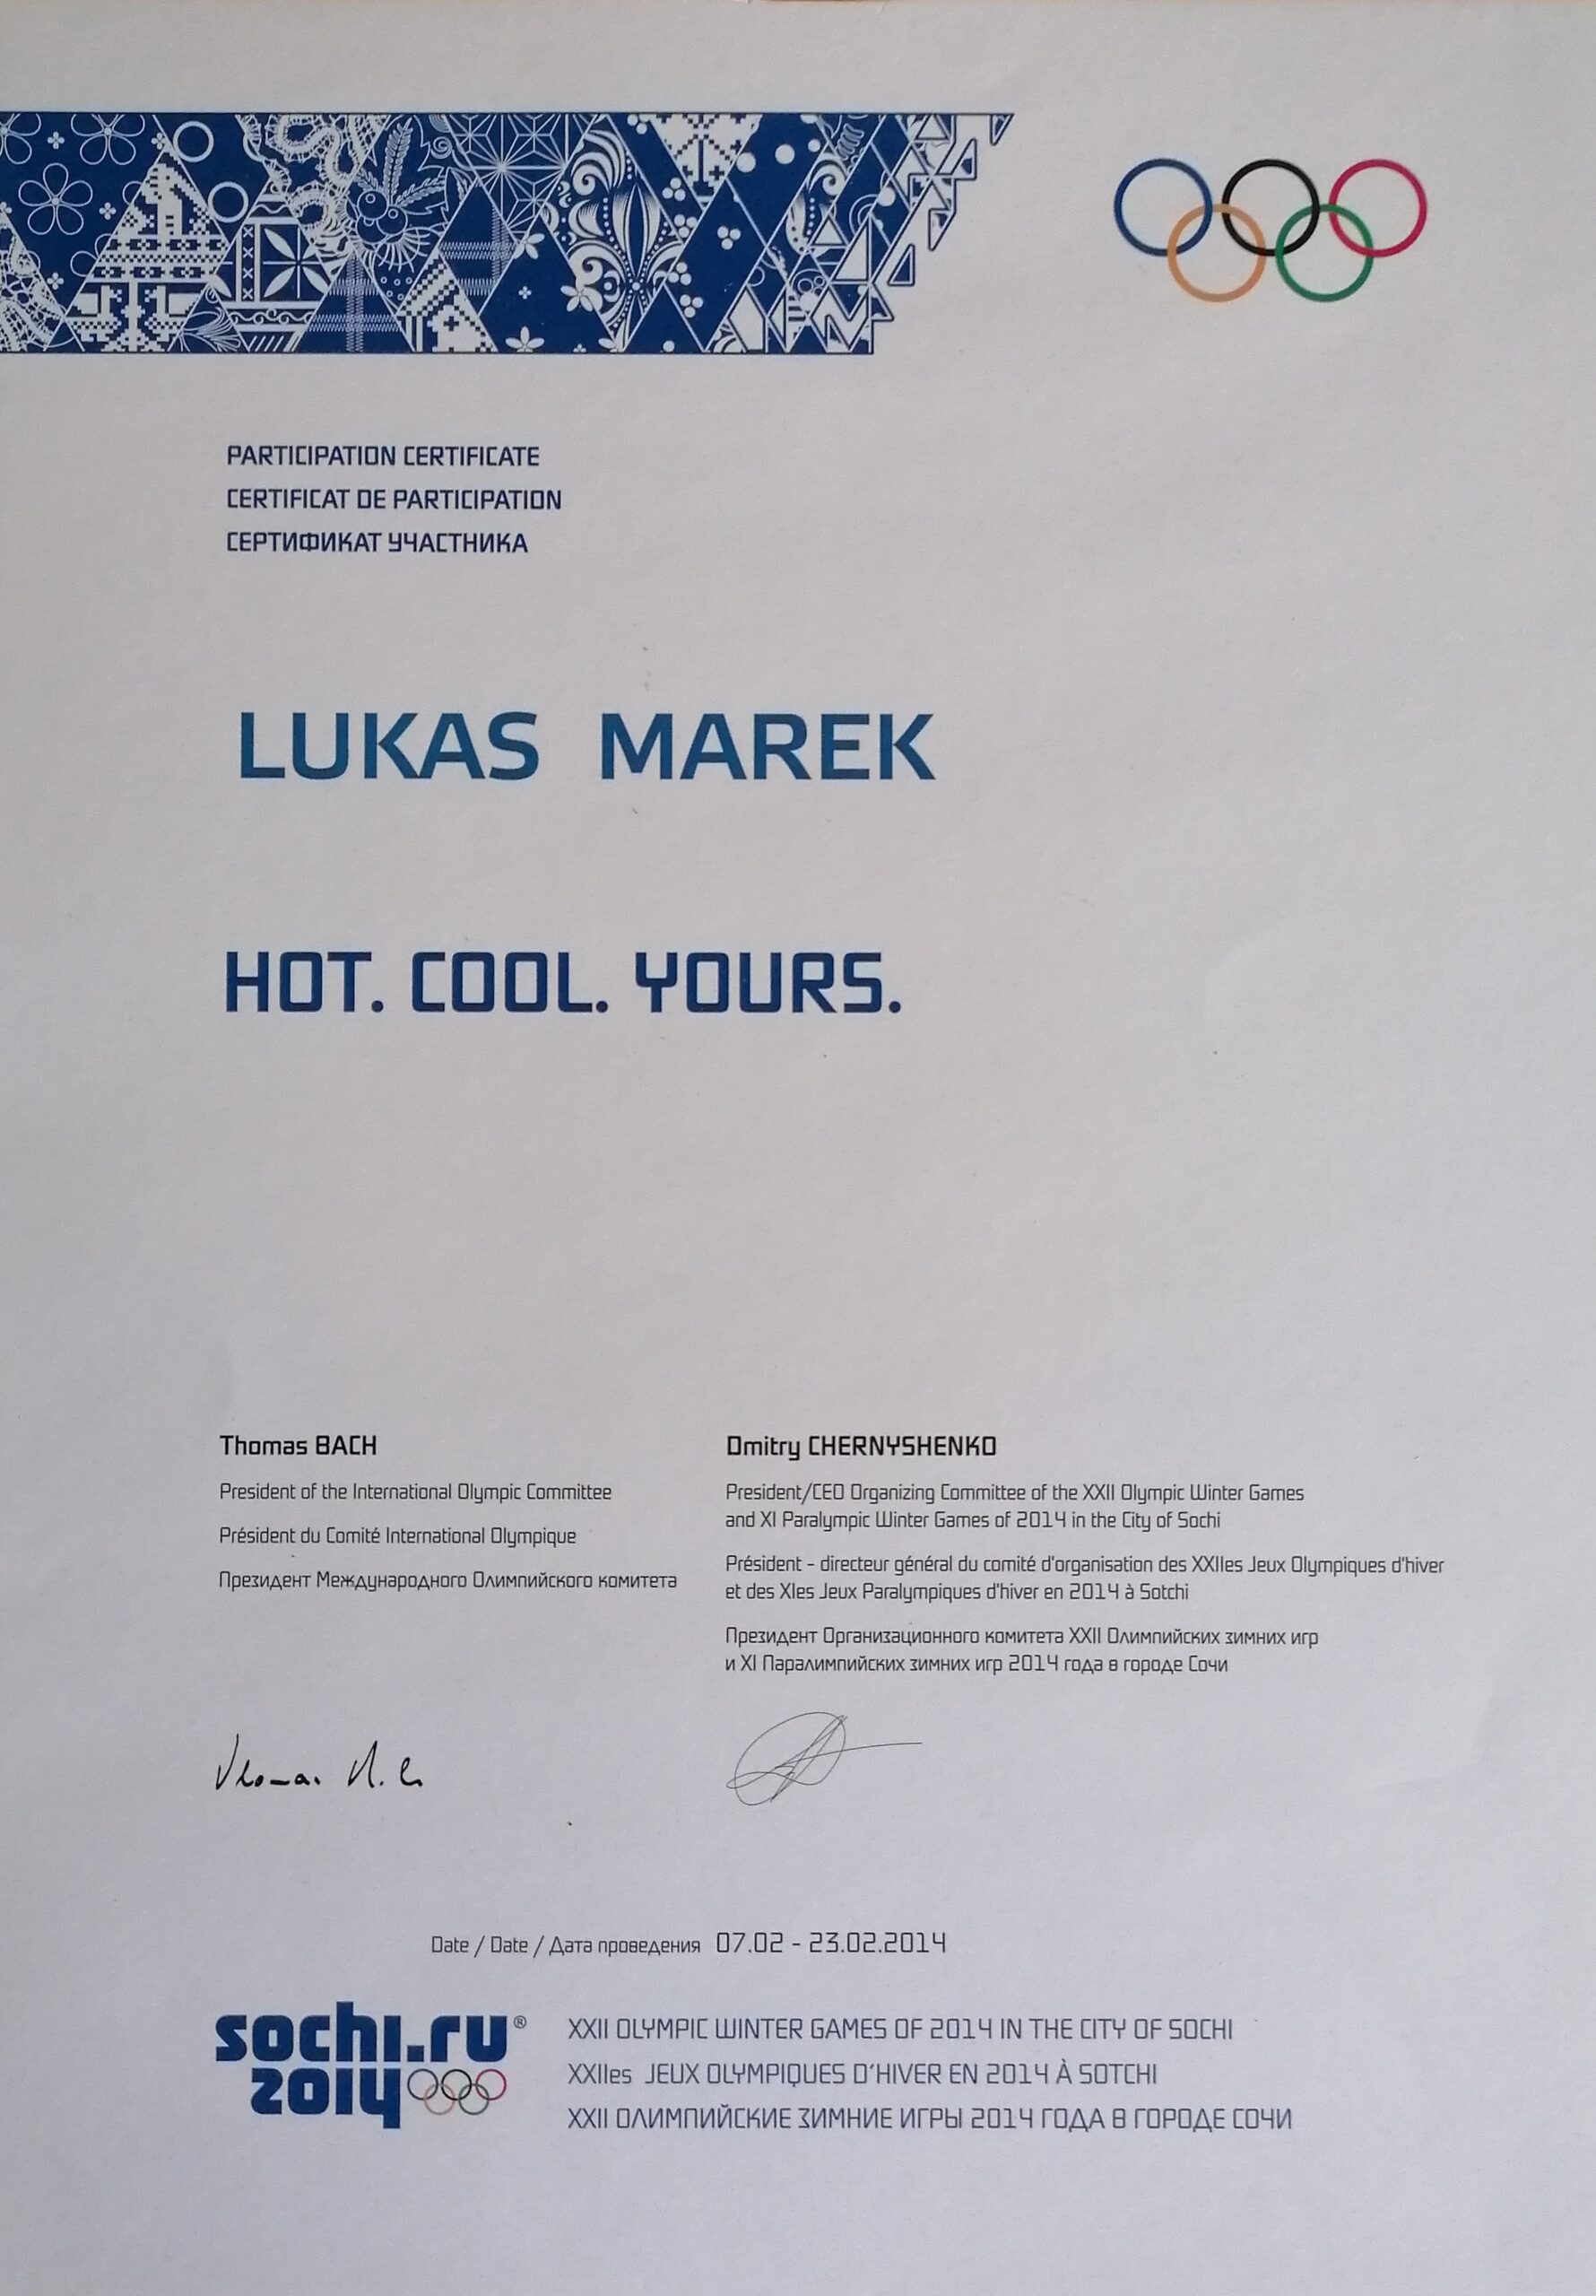 PARTICIPATION CERTIFICATE
CERTIFICAT DE PARTICIPATION
СЕРТИФИКАТ УЧАСТНИКА
LUKAS MAREK
HOT. COOL. YOURS.
Thomas BACH
President of the International Olympic Committee
Président du Comité International Olympique
Президент Международного Олимпийского комитета
Dmitry CHERNYSHENKO
President/CEO Organizing Committee of the XXII Olympic Winter Games
and XI Paralympic Winter Games of 2014 in the City of Sochi
Président - directeur général du comité d'organisation des XXIIes Jeux Olympiques d'hiver
et des XIes Jeux Paralympiques d'hiver en 2014 à Sotchi
Президент Организационного комитета XXII Олимпийских зимних игр
и XI Паралимпийских зимних игр 2014 года в городе Сочи
Date / Date / Дата проведения 07.02 - 23.02.2014
sochi.ru®
2014
XXII OLYMPIC WINTER GAMES OF 2014 IN THE CITY OF SOCHI
XXIIes JEUX OLYMPIQUES D'HIVER EN 2014 À SOTCHI
XXII ОЛИМПИЙСКИЕ ЗИМНИЕ ИГРЫ 2014 ГОДА В ГОРОДЕ СОЧИ